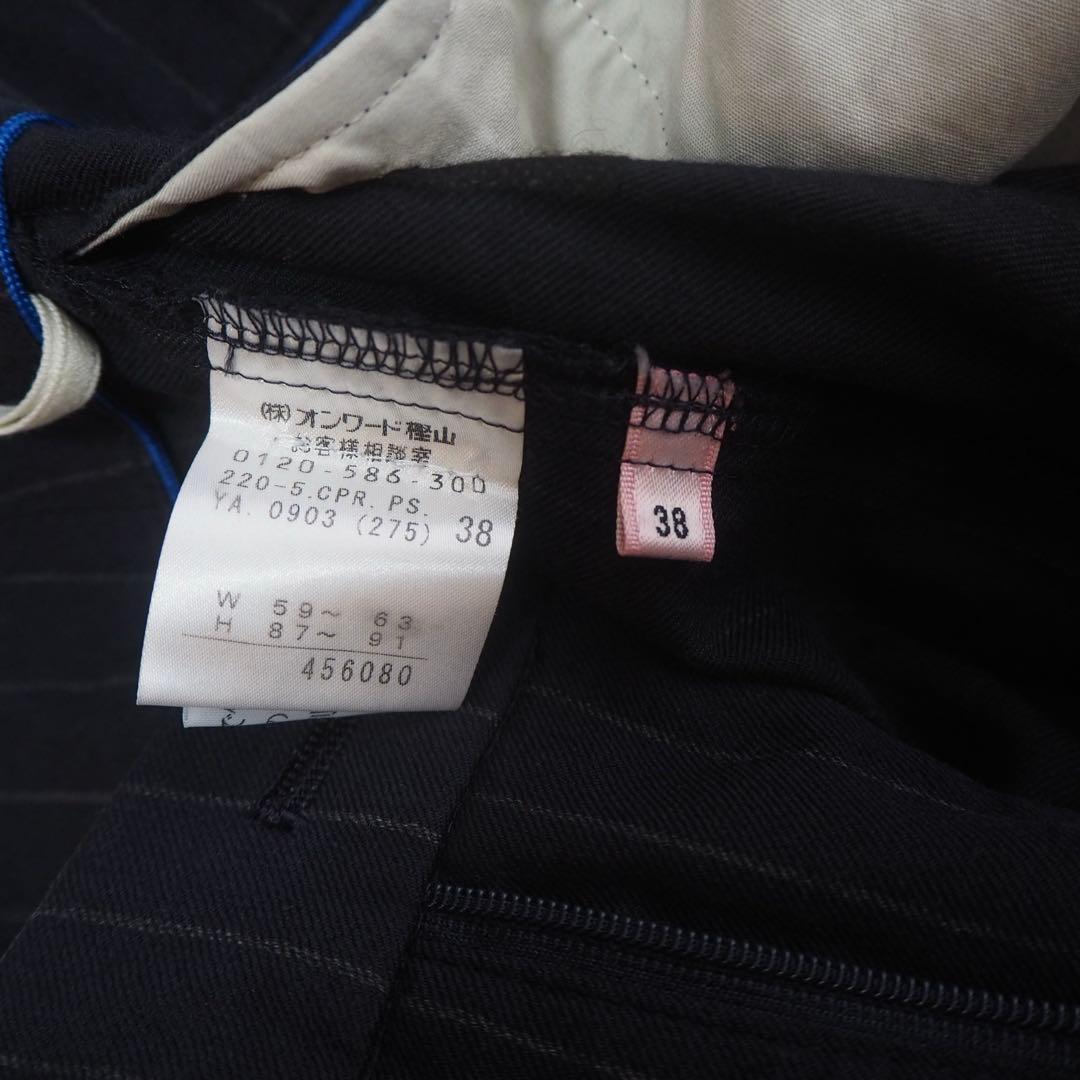 (株)オンワード樫山
お客様相談室
0120-586-300
220-5.CPR.PS.
YA. 0903 (275) 38
W 59~ 63
H 87~ 91
456080
38